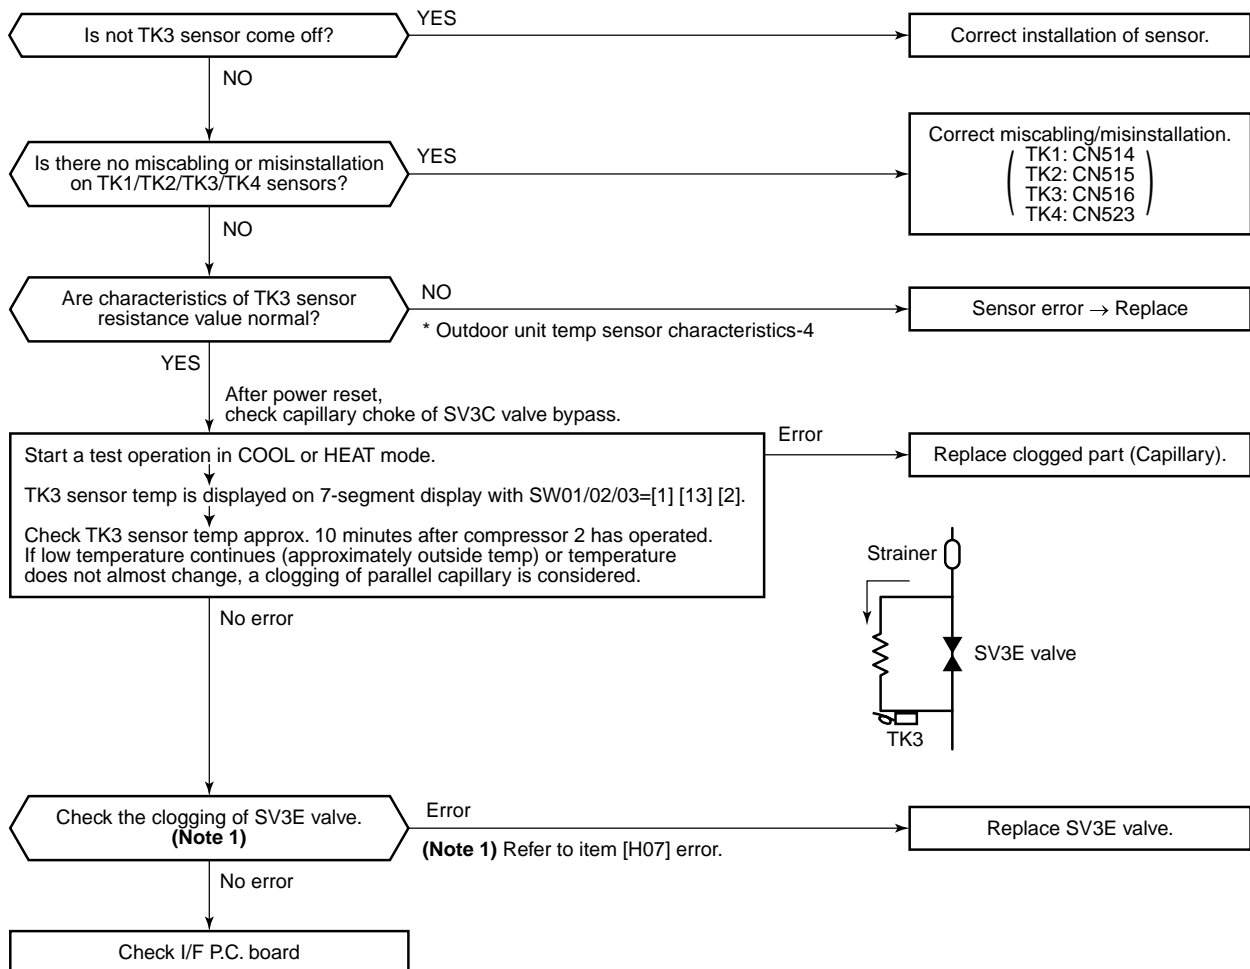 Is not TK3 sensor come off?
YES
Correct installation of sensor.
NO
Is there no miscabling or misinstallation
on TK1/TK2/TK3/TK4 sensors?
YES
Correct miscabling/misinstallation.
TK1: CN514
TK2: CN515
TK3: CN516
TK4: CN523
NO
Are characteristics of TK3 sensor
resistance value normal?
NO
* Outdoor unit temp sensor characteristics-4
Sensor error → Replace
YES
After power reset,
check capillary choke of SV3C valve bypass.
Start a test operation in COOL or HEAT mode.
TK3 sensor temp is displayed on 7-segment display with SW01/02/03=[1] [13] [2].
Check TK3 sensor temp approx. 10 minutes after compressor 2 has operated.
If low temperature continues (approximately outside temp) or temperature
does not almost change, a clogging of parallel capillary is considered.
Error
Replace clogged part (Capillary).
Strainer
SV3E valve
TK3
No error
Check the clogging of SV3E valve.
(Note 1)
Error
(Note 1) Refer to item [H07] error.
Replace SV3E valve.
No error
Check I/F P.C. board